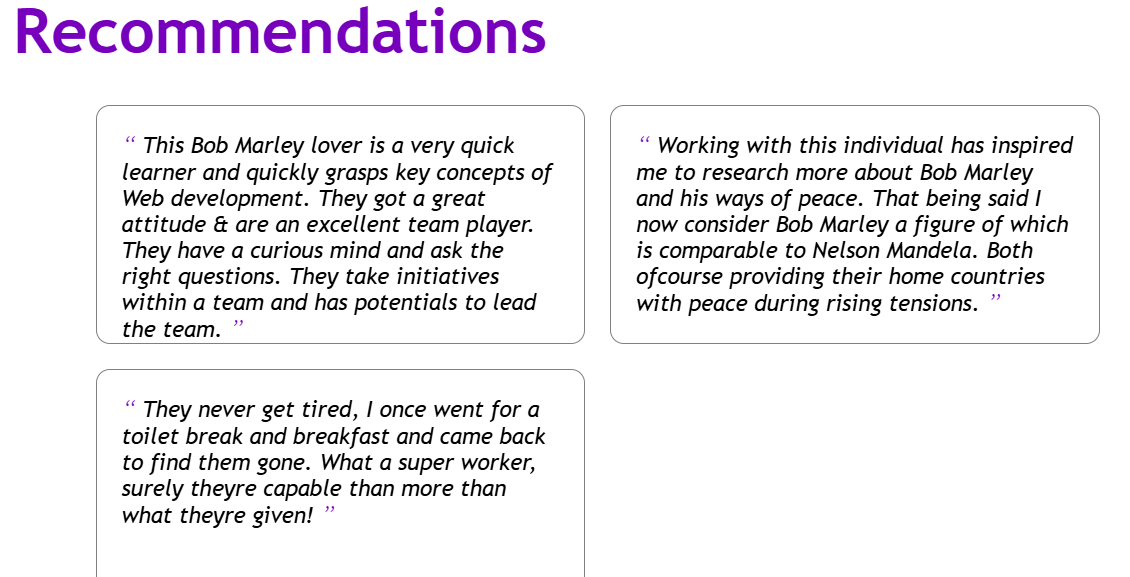 Recommendations
“ This Bob Marley lover is a very quick
learner and quickly grasps key concepts of
Web development. They got a great
attitude & are an excellent team player.
They have a curious mind and ask the
right questions. They take initiatives
within a team and has potentials to lead
the team. ”
“ Working with this individual has inspired
me to research more about Bob Marley
and his ways of peace. That being said I
now consider Bob Marley a figure of which
is comparable to Nelson Mandela. Both
ofcourse providing their home countries
with peace during rising tensions. ”
“ They never get tired, I once went for a
toilet break and breakfast and came back
to find them gone. What a super worker,
surely theyre capable than more than
what theyre given! ”